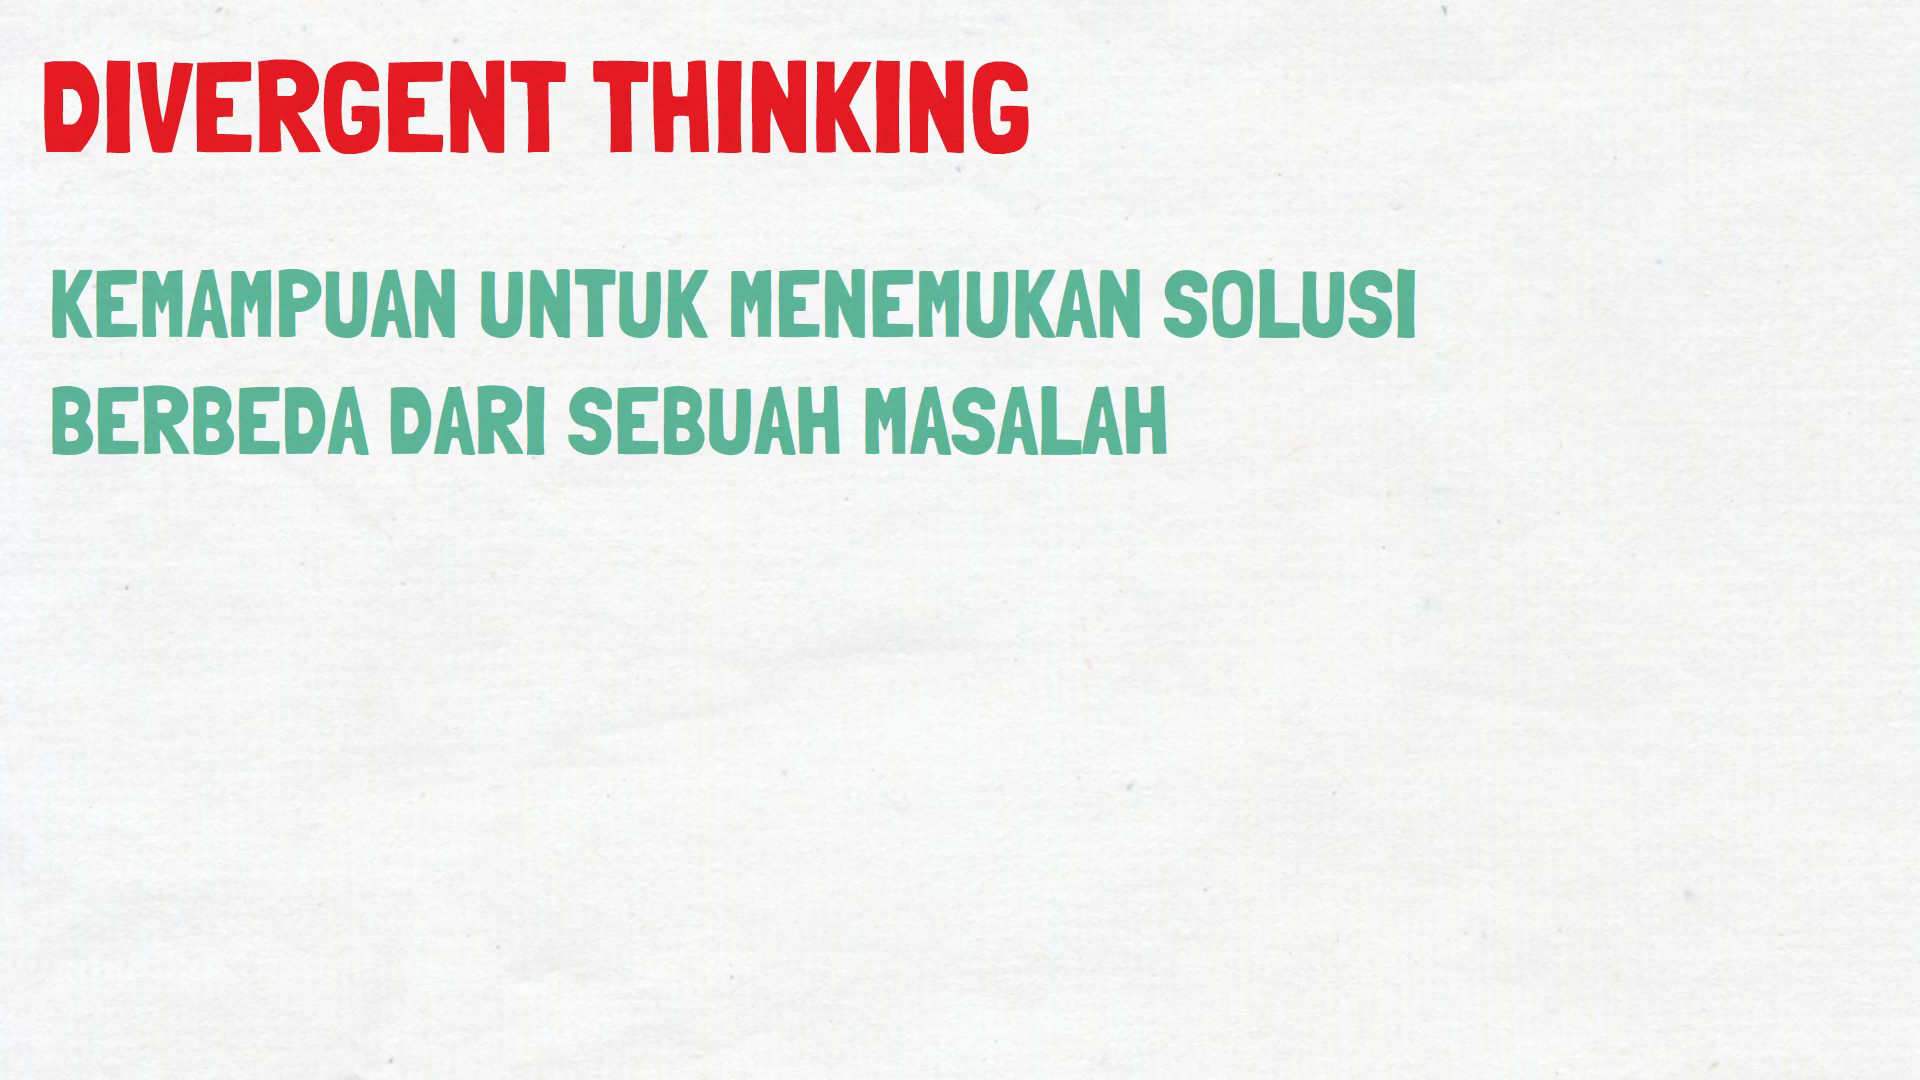 DIVERGENT THINKING
KEMAMPUAN UNTUK MENEMUKAN SOLUSI
BERBEDA DARI SEBUAH MASALAH